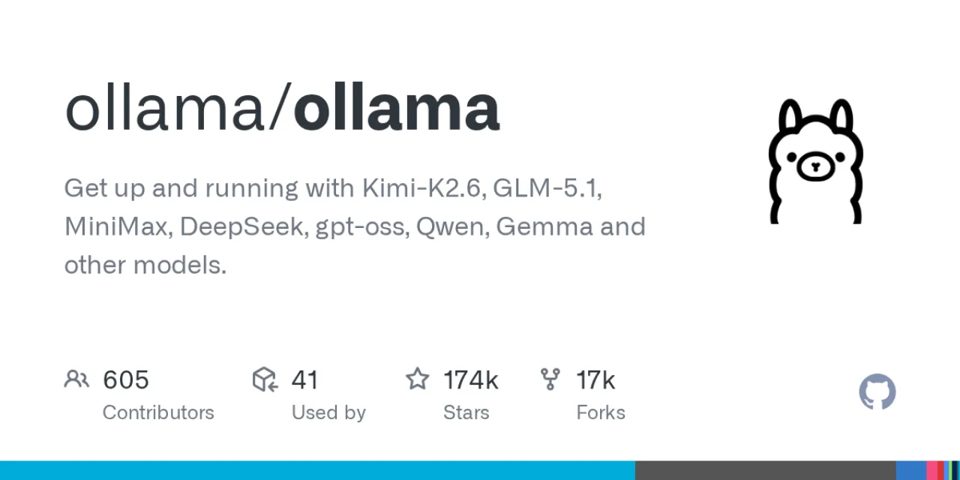 ollama/ollama
Get up and running with Kimi-K2.6, GLM-5.1,
MiniMax, DeepSeek, gpt-oss, Qwen, Gemma and
other models.
605 41 174k 17k
Contributors Used by Stars Forks